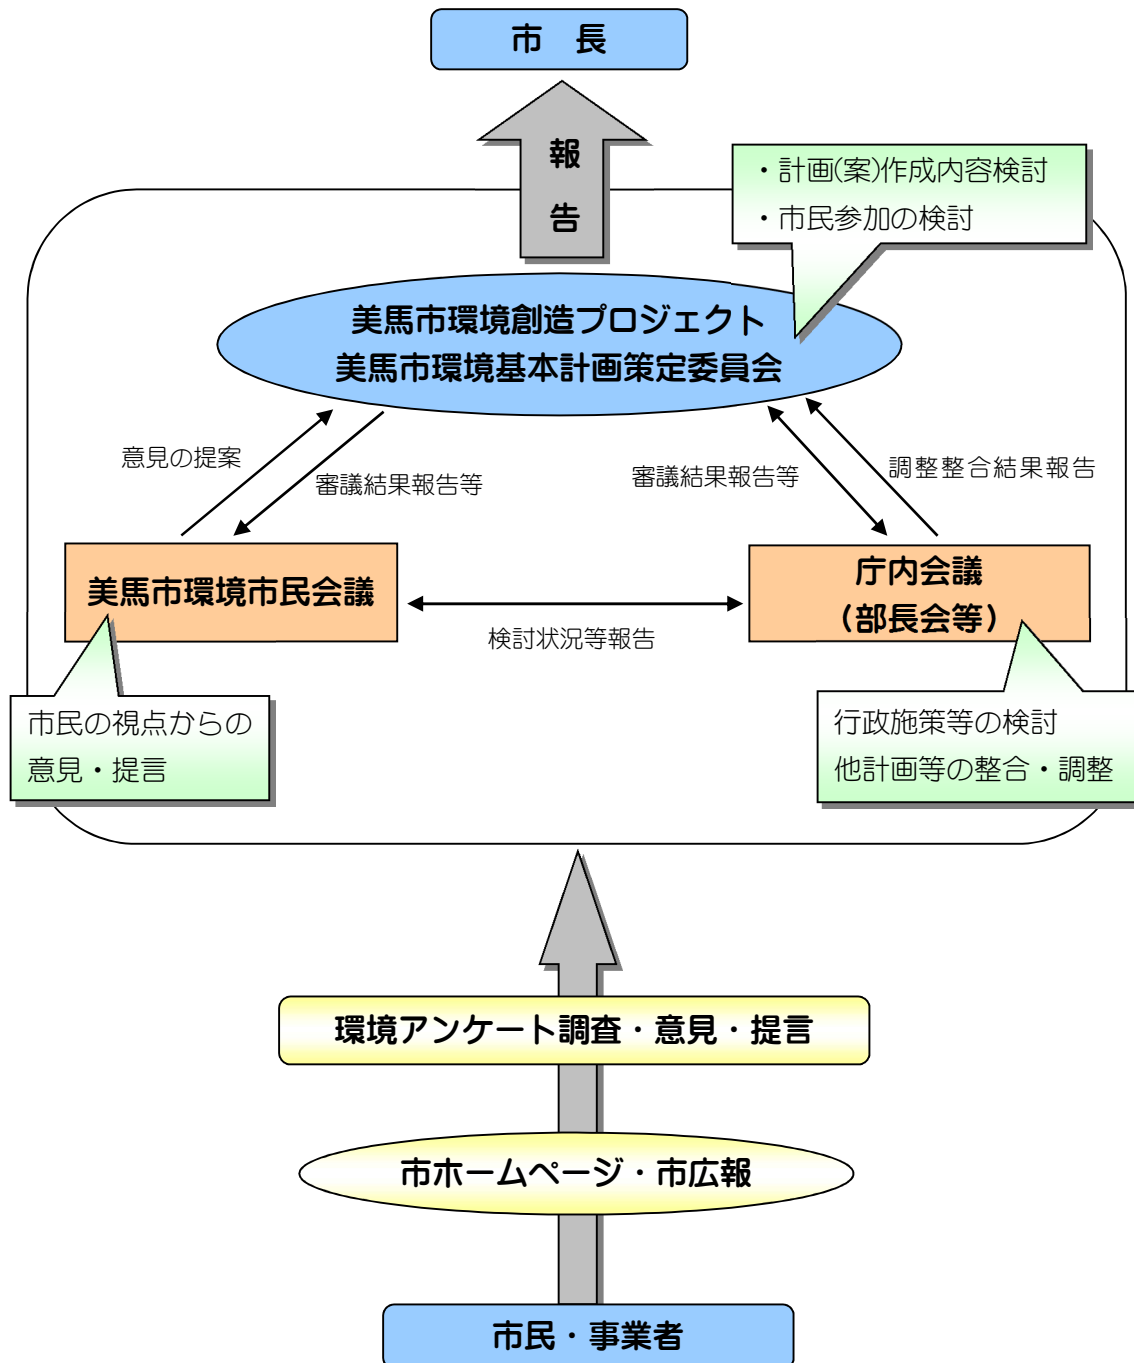 市　長
報
告
・計画(案)作成内容検討
・市民参加の検討
美馬市環境創造プロジェクト
美馬市環境基本計画策定委員会
意見の提案
審議結果報告等
審議結果報告等
調整整合結果報告
美馬市環境市民会議
庁内会議
（部長会等）
検討状況等報告
市民の視点からの
意見・提言
行政施策等の検討
他計画等の整合・調整
環境アンケート調査・意見・提言
市ホームページ・市広報
市民・事業者